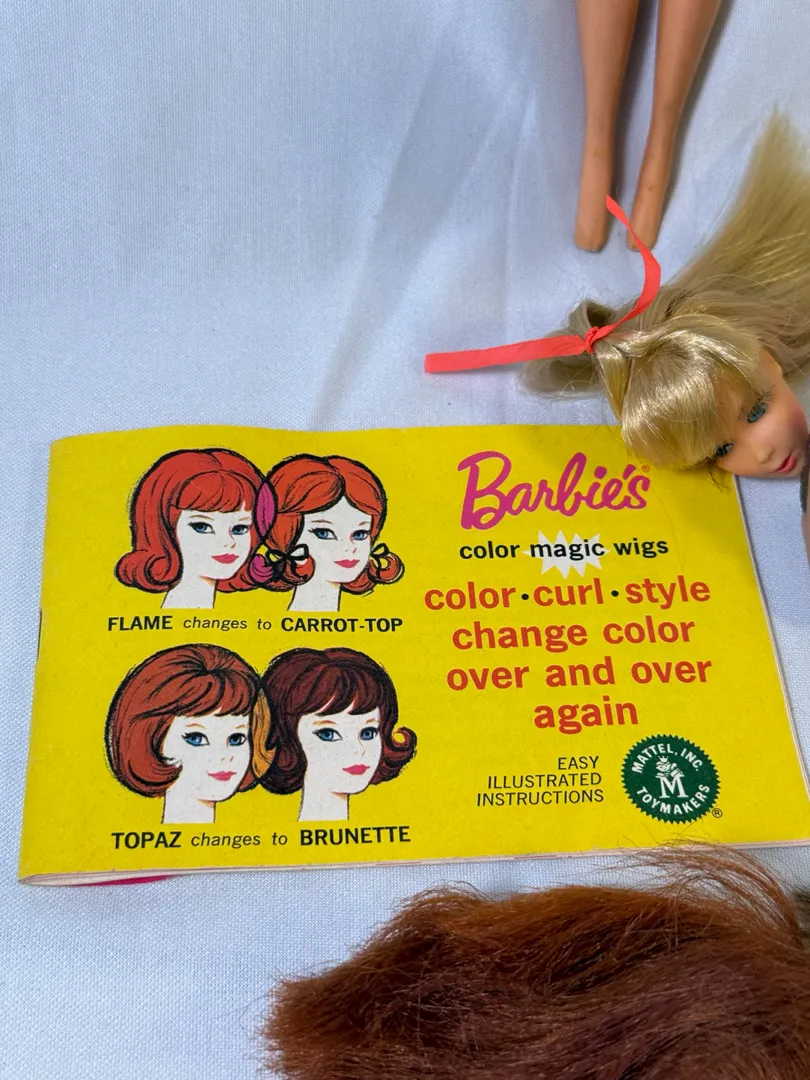 Barbie's®
color magic wigs
color • curl • style
change color
over and over
again
FLAME changes to CARROT-TOP
TOPAZ changes to BRUNETTE
EASY
ILLUSTRATED
INSTRUCTIONS
MATTEL, INC.
M
TOYMAKERS
®